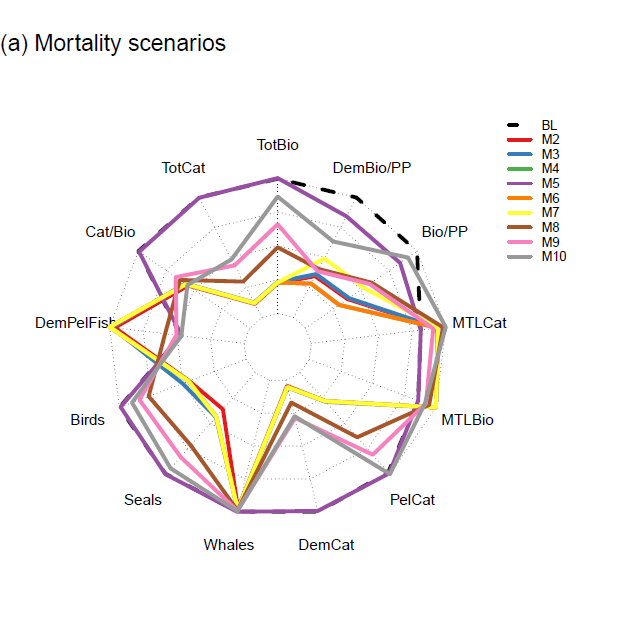 (a) Mortality scenarios
TotBio
DemBio/PP
Bio/PP
MTLCat
MTLBio
PelCat
DemCat
Whales
Seals
Birds
DemPelFish
Cat/Bio
TotCat
BL
M2
M3
M4
M5
M6
M7
M8
M9
M10